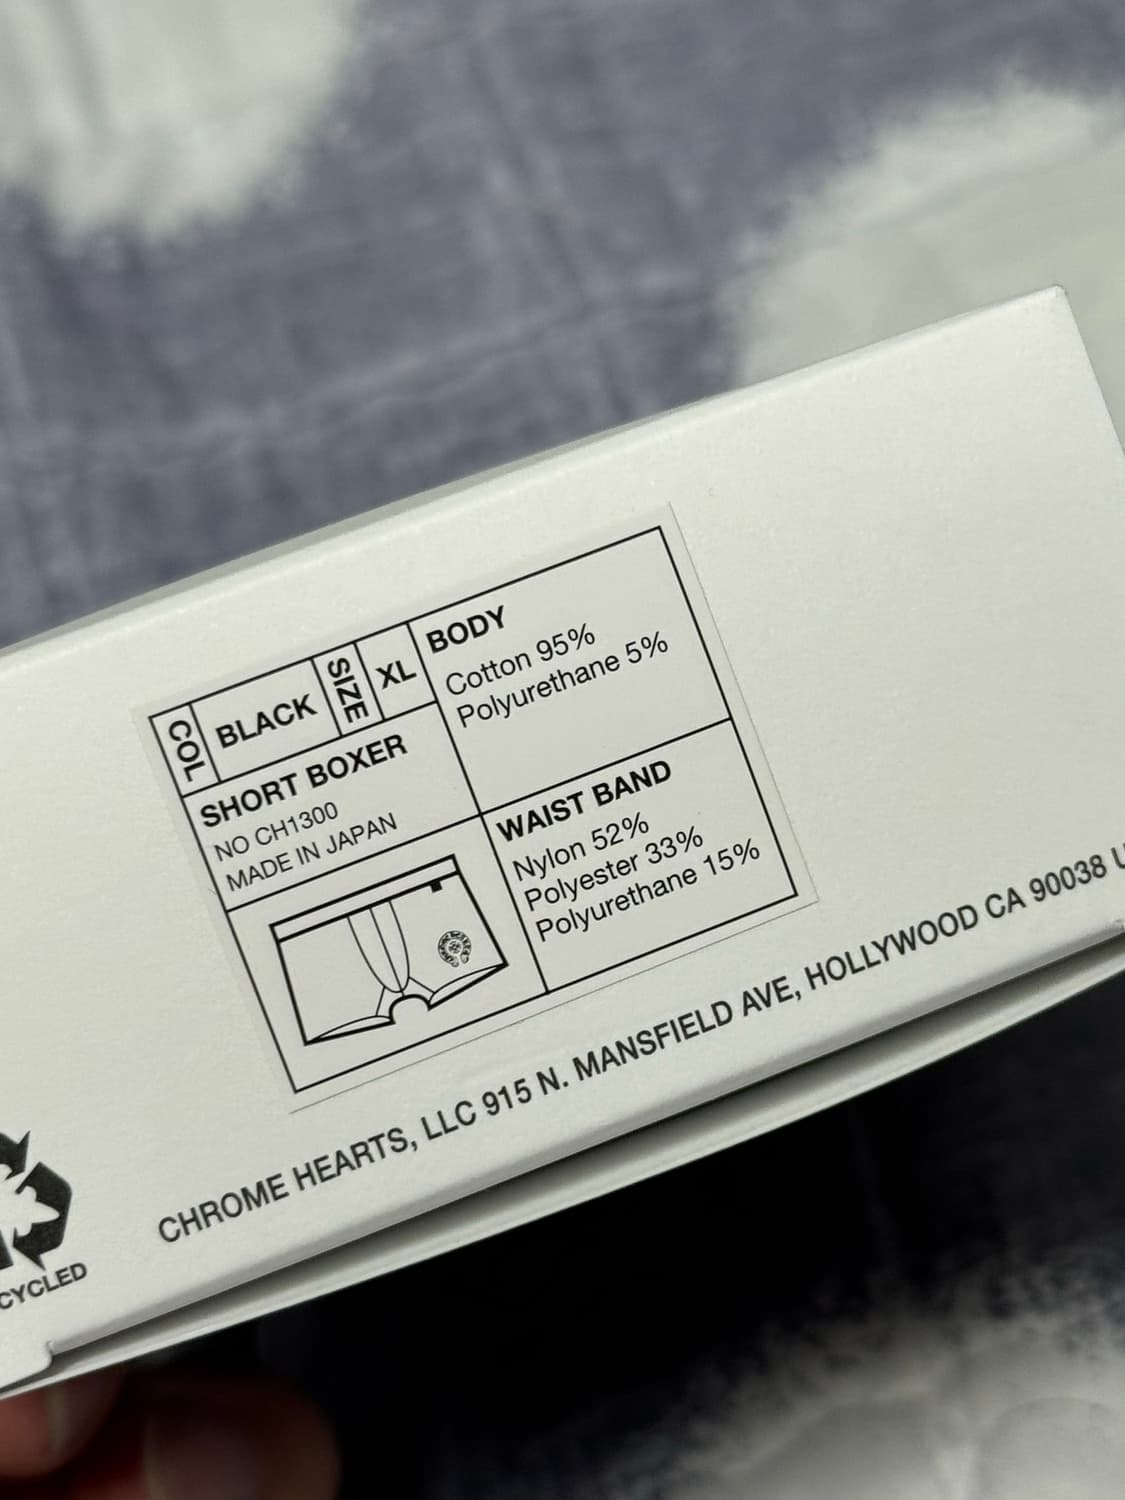 COL BLACK SIZE XL
SHORT BOXER
NO CH1300
MADE IN JAPAN
BODY
Cotton 95%
Polyurethane 5%
WAIST BAND
Nylon 52%
Polyester 33%
Polyurethane 15%
CHROME HEARTS, LLC 915 N. MANSFIELD AVE, HOLLYWOOD CA 90038 U
CYCLED